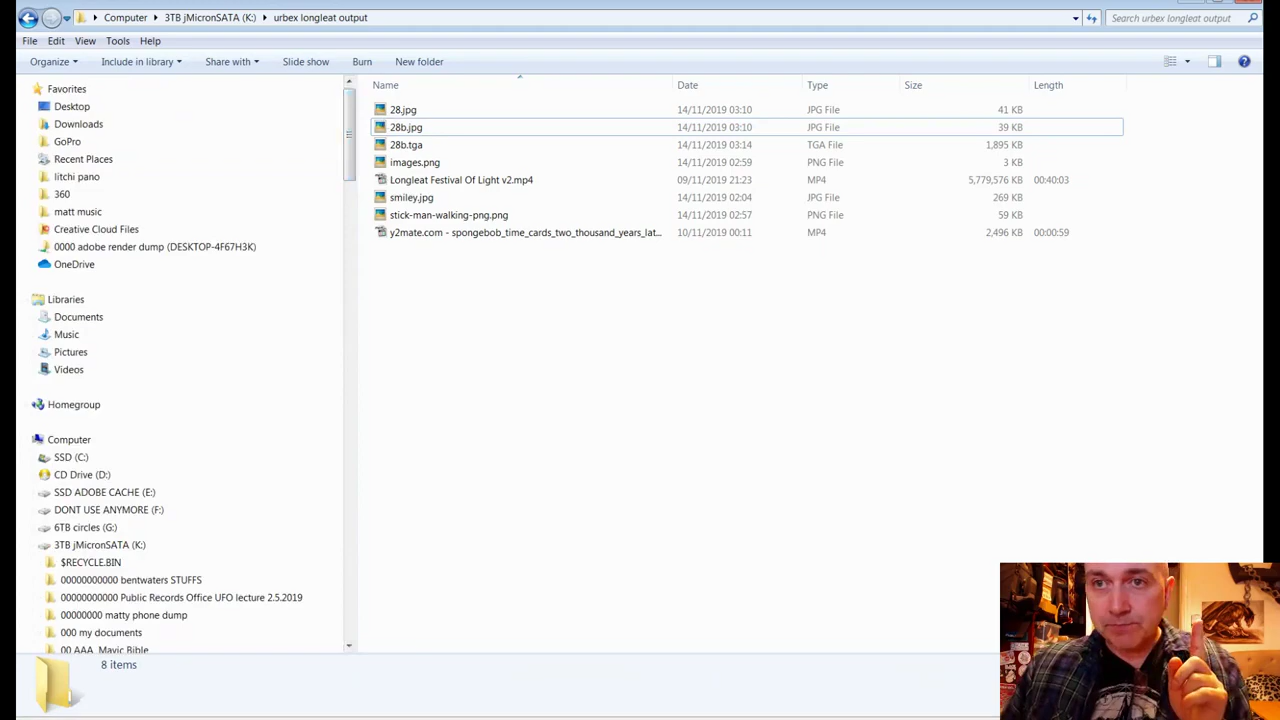 Computer 3TB jMicronSATA (K:) urbex longleat output
Search urbex longleat output
File Edit View Tools Help
Organize Include in library Share with Slide show Burn New folder
Name Date Type Size Length
28.jpg 14/11/2019 03:10 JPG File 41 KB
28b.jpg 14/11/2019 03:10 JPG File 39 KB
28b.tga 14/11/2019 03:14 TGA File 1,895 KB
images.png 14/11/2019 02:59 PNG File 3 KB
Longleat Festival Of Light v2.mp4 09/11/2019 21:23 MP4 5,779,576 KB 00:40:03
smiley.jpg 14/11/2019 02:04 JPG File 269 KB
stick-man-walking-png.png 14/11/2019 02:57 PNG File 59 KB
y2mate.com - spongebob_time_cards_two_thousand_years_lat... 10/11/2019 00:11 MP4 2,496 KB 00:00:59
Favorites
Desktop
Downloads
GoPro
Recent Places
litchi pano
360
matt music
Creative Cloud Files
0000 adobe render dump (DESKTOP-4F67H3K)
OneDrive
Libraries
Documents
Music
Pictures
Videos
Homegroup
Computer
SSD (C:)
CD Drive (D:)
SSD ADOBE CACHE (E:)
DONT USE ANYMORE (F:)
6TB circles (G:)
3TB jMicronSATA (K:)
$RECYCLE.BIN
00000000000 bentwaters STUFFS
00000000000 Public Records Office UFO lecture 2.5.2019
00000000 matty phone dump
000 my documents
00 AAA Mavic Bible
8 items